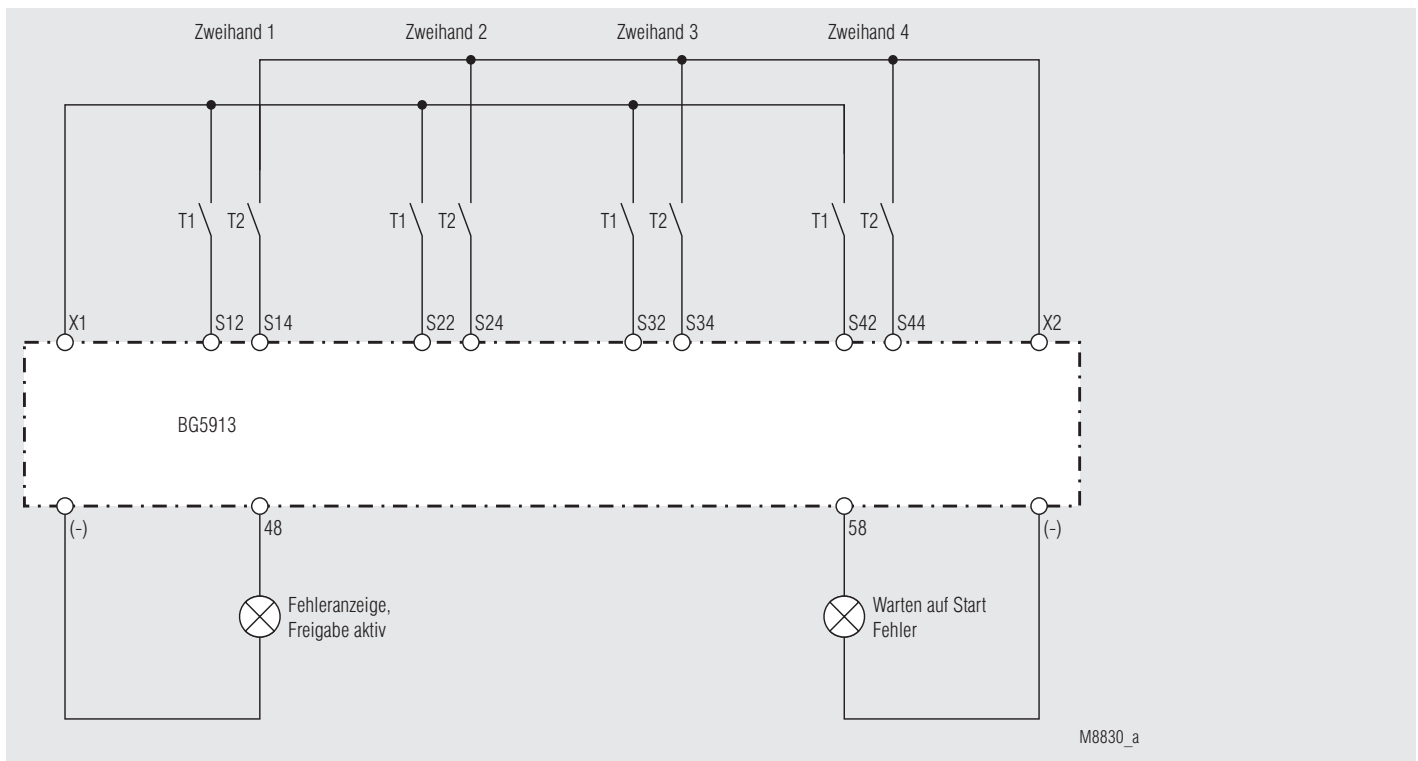 Zweihand 1 Zweihand 2 Zweihand 3 Zweihand 4
T1 T2 T1 T2 T1 T2 T1 T2
X1 S12 S14 S22 S24 S32 S34 S42 S44 X2
BG5913
(-) 48 58 (-)
Fehleranzeige,
Freigabe aktiv
Warten auf Start
Fehler
M8830_a